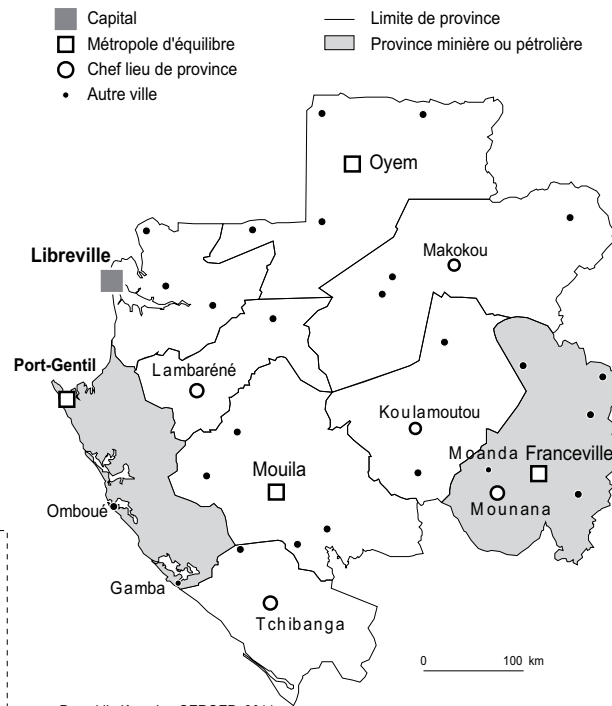 Capital
Métropole d'équilibre
Chef lieu de province
Autre ville
Limite de province
Province minière ou pétrolière
Oyem
Makokou
Libreville
Port-Gentil
Lambaréné
Koulamoutou
Moanda
Franceville
Mouila
Mounana
Omboué
Gamba
Tchibanga
0 100 km